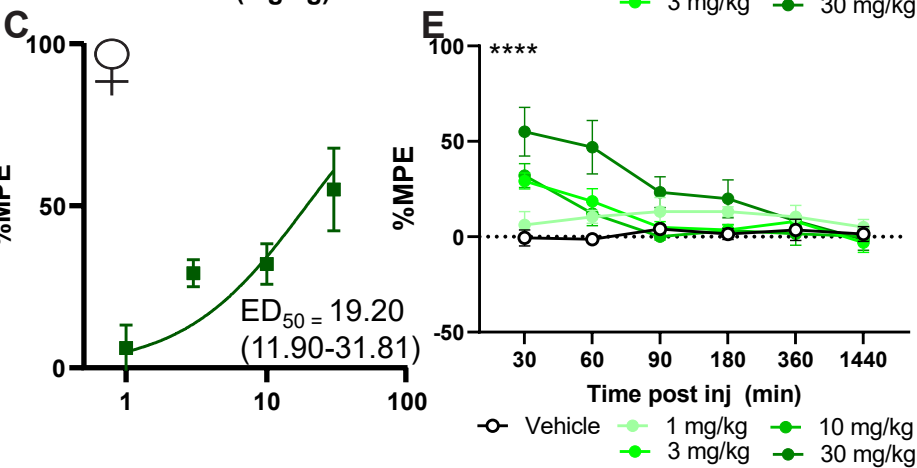 3 mg/kg 30 mg/kg
C
100
50
0
%MPE
ED50 = 19.20
(11.90-31.81)
1 10 100
E
100
50
0
-50
%MPE
****
30 60 90 180 360 1440
Time post inj (min)
Vehicle 1 mg/kg 10 mg/kg
3 mg/kg 30 mg/kg